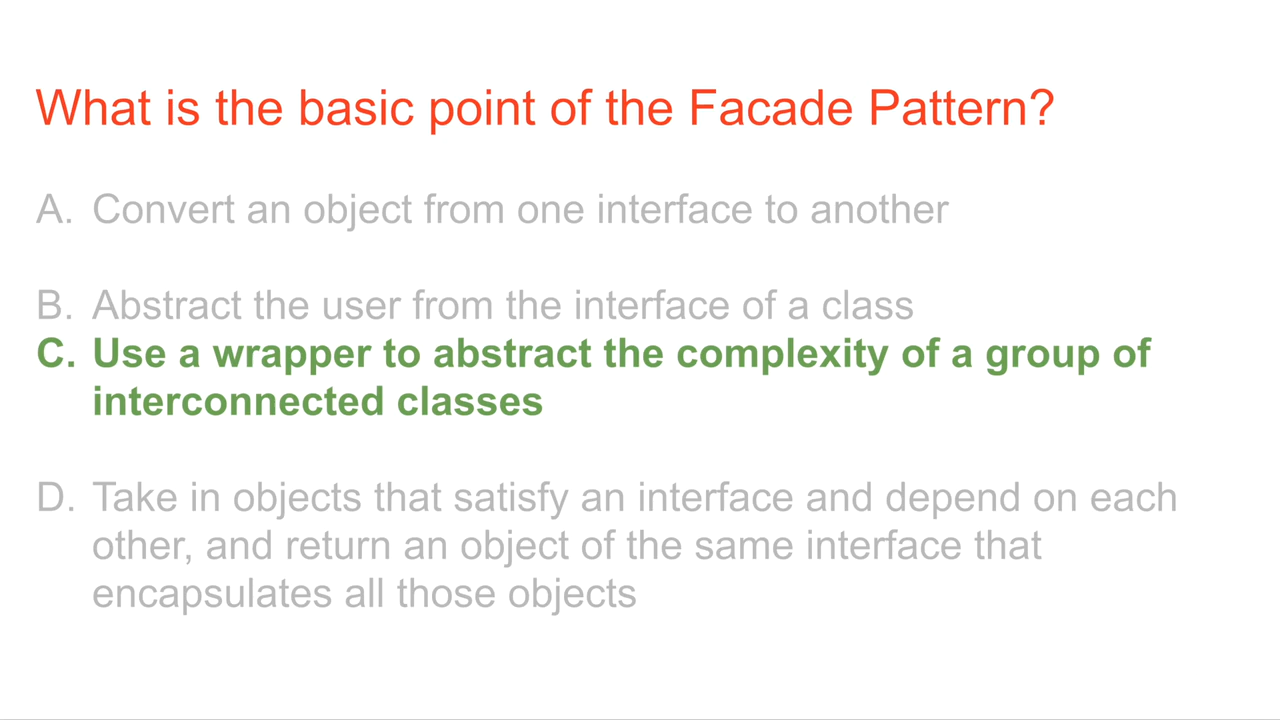 What is the basic point of the Facade Pattern?
A. Convert an object from one interface to another
B. Abstract the user from the interface of a class
C. Use a wrapper to abstract the complexity of a group of
interconnected classes
D. Take in objects that satisfy an interface and depend on each
other, and return an object of the same interface that
encapsulates all those objects